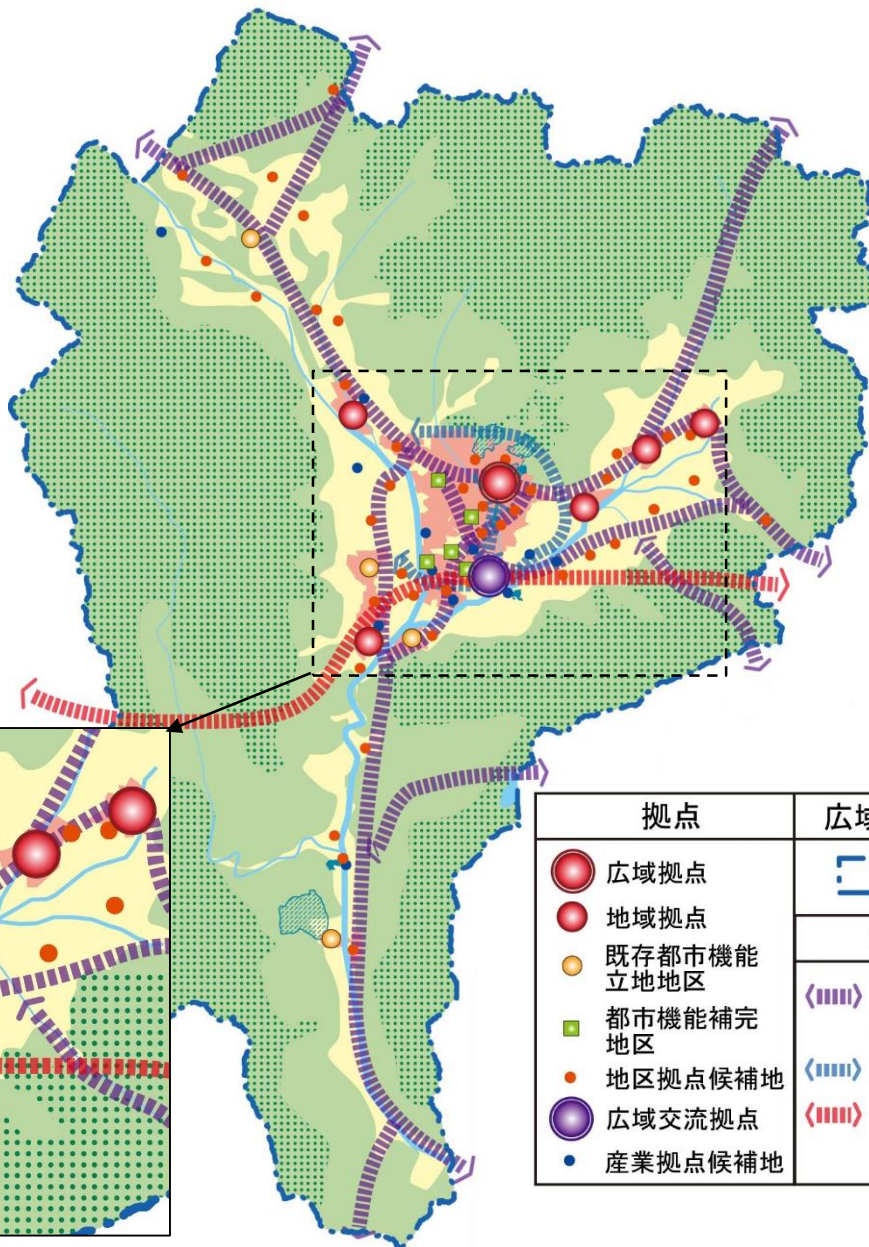 拠点
広域
広域拠点
地域拠点
既存都市機能
立地地区
都市機能補完
地区
地区拠点候補地
広域交流拠点
産業拠点候補地